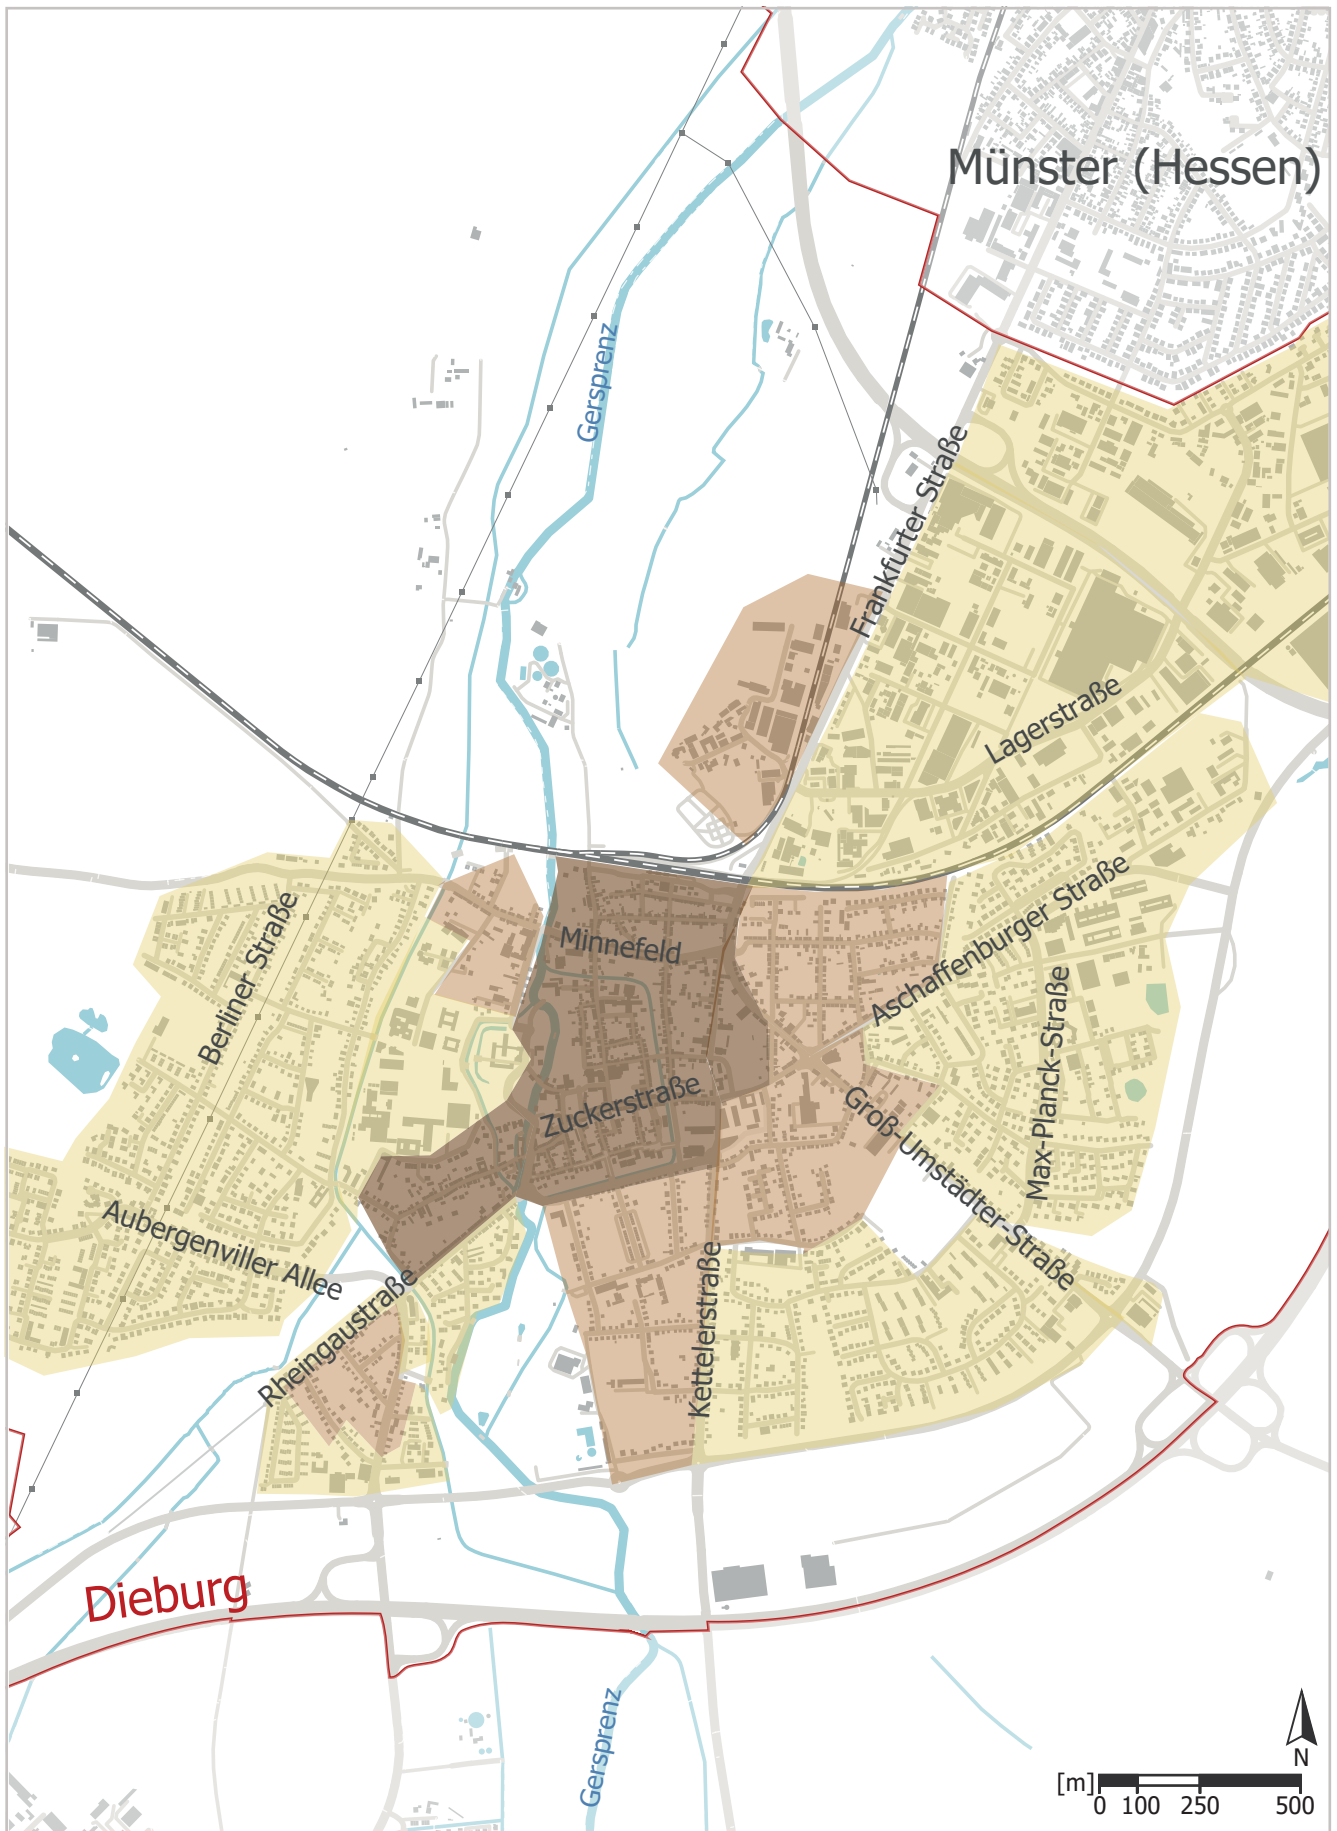 Münster (Hessen)
Gersprenz
Frankfurter Straße
Lagerstraße
Aschaffenburger Straße
Berliner Straße
Minnefeld
Max-Planck-Straße
Zuckerstraße
Groß-Umstädter-Straße
Aubergenviller Allee
Rheingaustraße
Kettelerstraße
Dieburg
Gersprenz
N
[m]
0 100 250 500